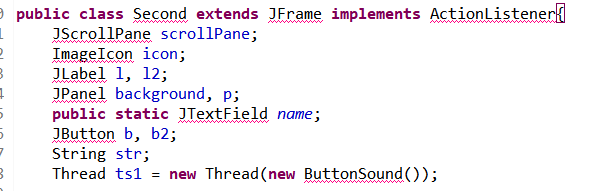 public class Second extends JFrame implements ActionListener{
JScrollPane scrollPane;
ImageIcon icon;
JLabel l, l2;
JPanel background, p;
public static JTextField name;
JButton b, b2;
String str;
Thread ts1 = new Thread(new ButtonSound());